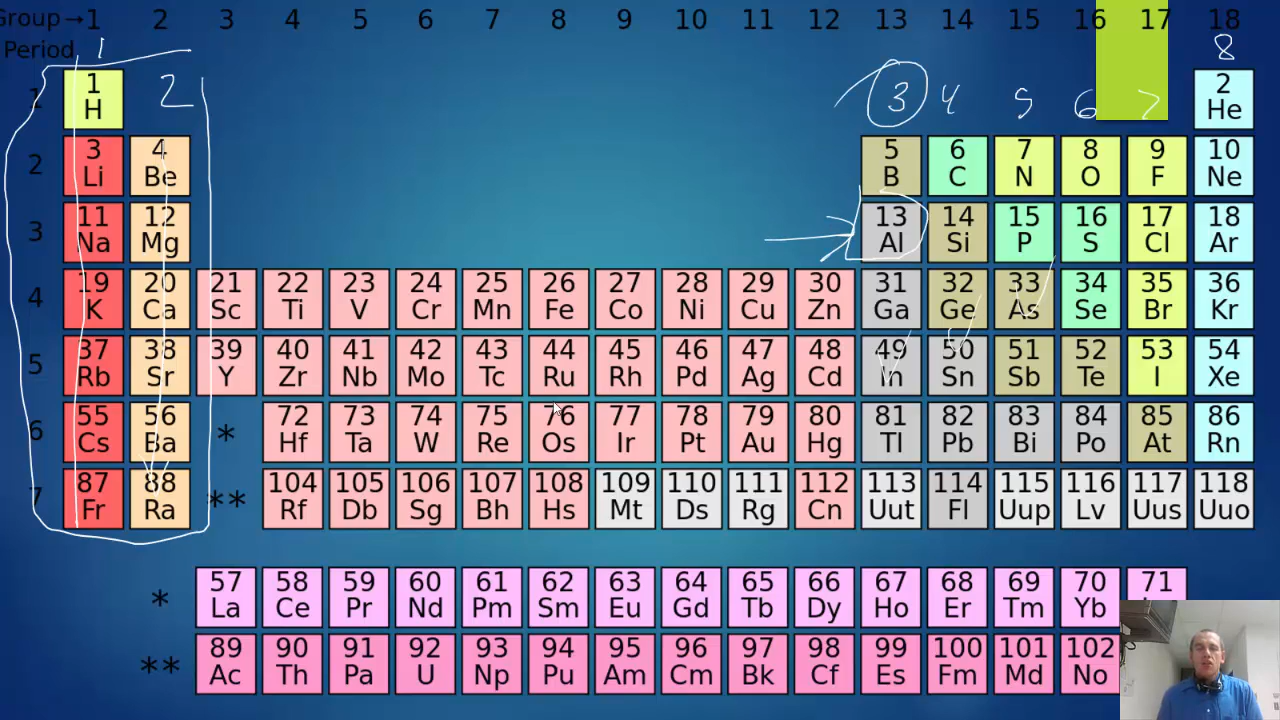 Group → 1 2 3 4 5 6 7 8 9 10 11 12 13 14 15 16 17 18
Period 1 8
1 1 H 2 3 4 5 6 7 2 He
2 3 Li 4 Be 5 B 6 C 7 N 8 O 9 F 10 Ne
3 11 Na 12 Mg 13 Al 14 Si 15 P 16 S 17 Cl 18 Ar
4 19 K 20 Ca 21 Sc 22 Ti 23 V 24 Cr 25 Mn 26 Fe 27 Co 28 Ni 29 Cu 30 Zn 31 Ga 32 Ge 33 As 34 Se 35 Br 36 Kr
5 37 Rb 38 Sr 39 Y 40 Zr 41 Nb 42 Mo 43 Tc 44 Ru 45 Rh 46 Pd 47 Ag 48 Cd 49 In 50 Sn 51 Sb 52 Te 53 I 54 Xe
6 55 Cs 56 Ba * 72 Hf 73 Ta 74 W 75 Re 76 Os 77 Ir 78 Pt 79 Au 80 Hg 81 Tl 82 Pb 83 Bi 84 Po 85 At 86 Rn
7 87 Fr 88 Ra ** 104 Rf 105 Db 106 Sg 107 Bh 108 Hs 109 Mt 110 Ds 111 Rg 112 Cn 113 Uut 114 Fl 115 Uup 116 Lv 117 Uus 118 Uuo
* 57 La 58 Ce 59 Pr 60 Nd 61 Pm 62 Sm 63 Eu 64 Gd 65 Tb 66 Dy 67 Ho 68 Er 69 Tm 70 Yb 71
** 89 Ac 90 Th 91 Pa 92 U 93 Np 94 Pu 95 Am 96 Cm 97 Bk 98 Cf 99 Es 100 Fm 101 Md 102 No